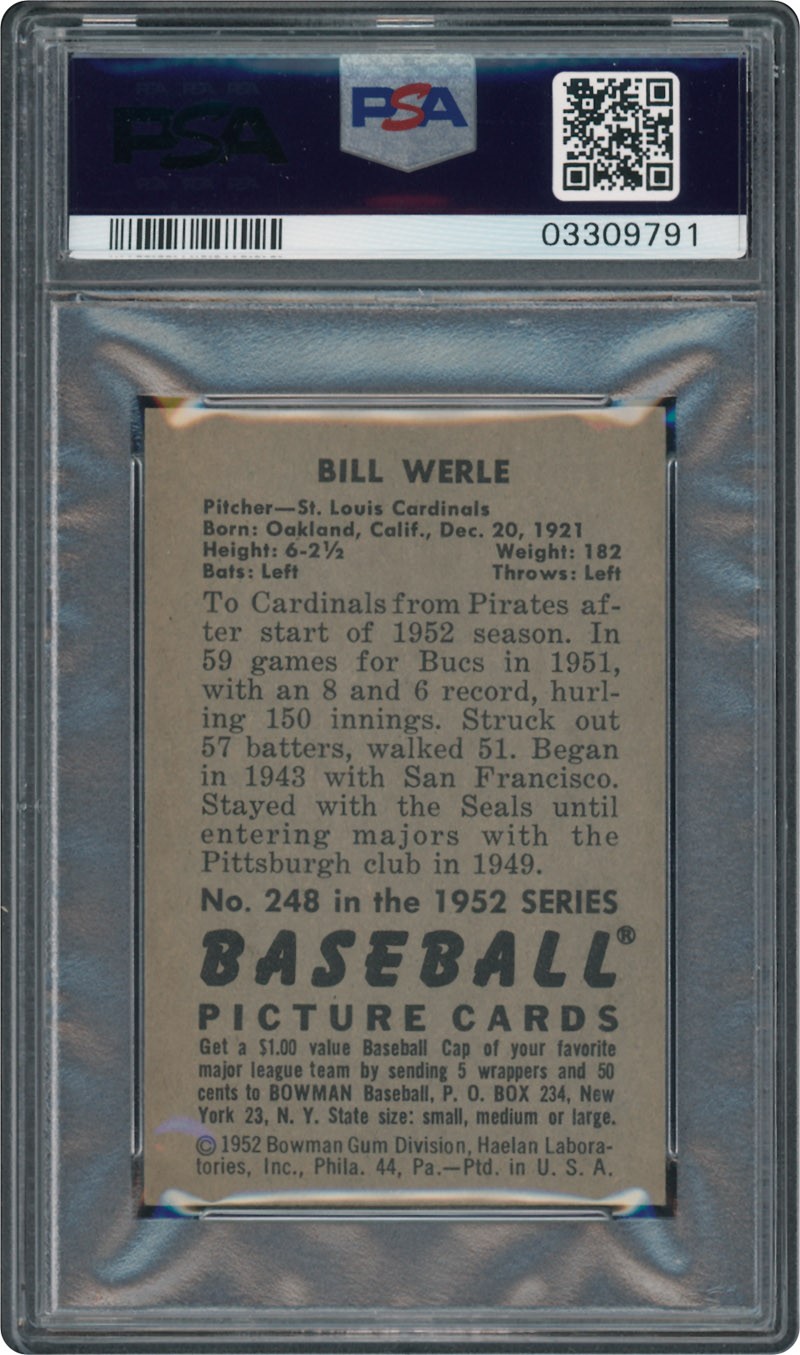 PSA PSA PSA
PSA
PSA PSA PSA
PSA
03309791
BILL WERLE
Pitcher—St. Louis Cardinals
Born: Oakland, Calif., Dec. 20, 1921
Height: 6-2½ Weight: 182
Bats: Left Throws: Left
To Cardinals from Pirates af-
ter start of 1952 season. In
59 games for Bucs in 1951,
with an 8 and 6 record, hurl-
ing 150 innings. Struck out
57 batters, walked 51. Began
in 1943 with San Francisco.
Stayed with the Seals until
entering majors with the
Pittsburgh club in 1949.
No. 248 in the 1952 SERIES
BASEBALL®
PICTURE CARDS
Get a $1.00 value Baseball Cap of your favorite
major league team by sending 5 wrappers and 50
cents to BOWMAN Baseball, P. O. BOX 234, New
York 23, N. Y. State size: small, medium or large.
© 1952 Bowman Gum Division, Haelan Labora-
tories, Inc., Phila. 44, Pa.—Ptd. in U. S. A.